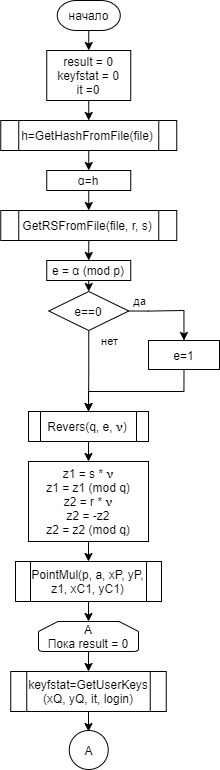 начало
result = 0
keyfstat = 0
it =0
h=GetHashFromFile(file)
α=h
GetRSFromFile(file, r, s)
e = α (mod p)
e==0
да
нет
e=1
Revers(q, e, ν)
z1 = s * ν
z1 = z1 (mod q)
z2 = r * ν
z2 = -z2
z2 = z2 (mod q)
PointMul(p, a, xP, yP,
z1, xC1, yC1)
A
Пока result = 0
keyfstat=GetUserKeys
(xQ, yQ, it, login)
A